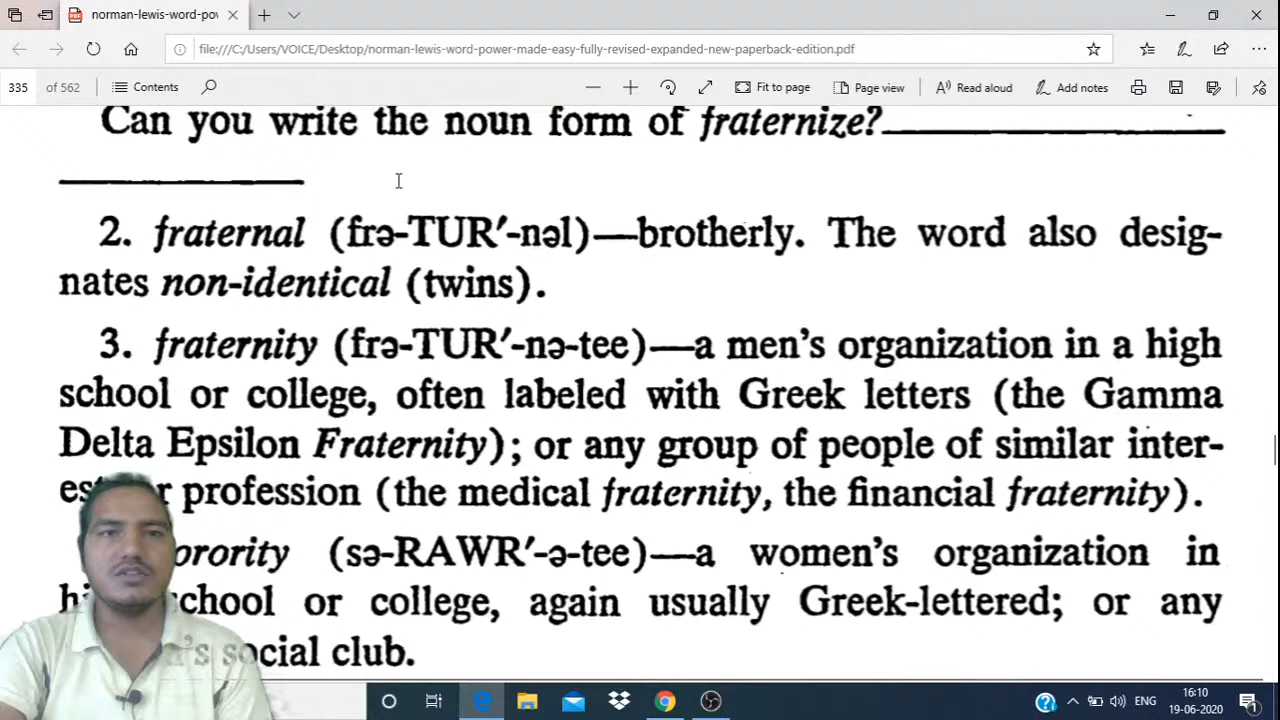 norman-lewis-word-pov
file:///C:/Users/VOICE/Desktop/norman-lewis-word-power-made-easy-fully-revised-expanded-new-paperback-edition.pdf
335 of 562 Contents Fit to page Page view Read aloud Add notes
Can you write the noun form of fraternize?
2. fraternal (frə-TUR′-nəl)—brotherly. The word also desig-
nates non-identical (twins).
3. fraternity (frə-TUR′-nə-tee)—a men's organization in a high
school or college, often labeled with Greek letters (the Gamma
Delta Epsilon Fraternity); or any group of people of similar inter-
profession (the medical fraternity, the financial fraternity).
orority (sə-RAWR′-ə-tee)—a women's organization in
school or college, again usually Greek-lettered; or any
social club.
ENG 16:10
19-06-2020